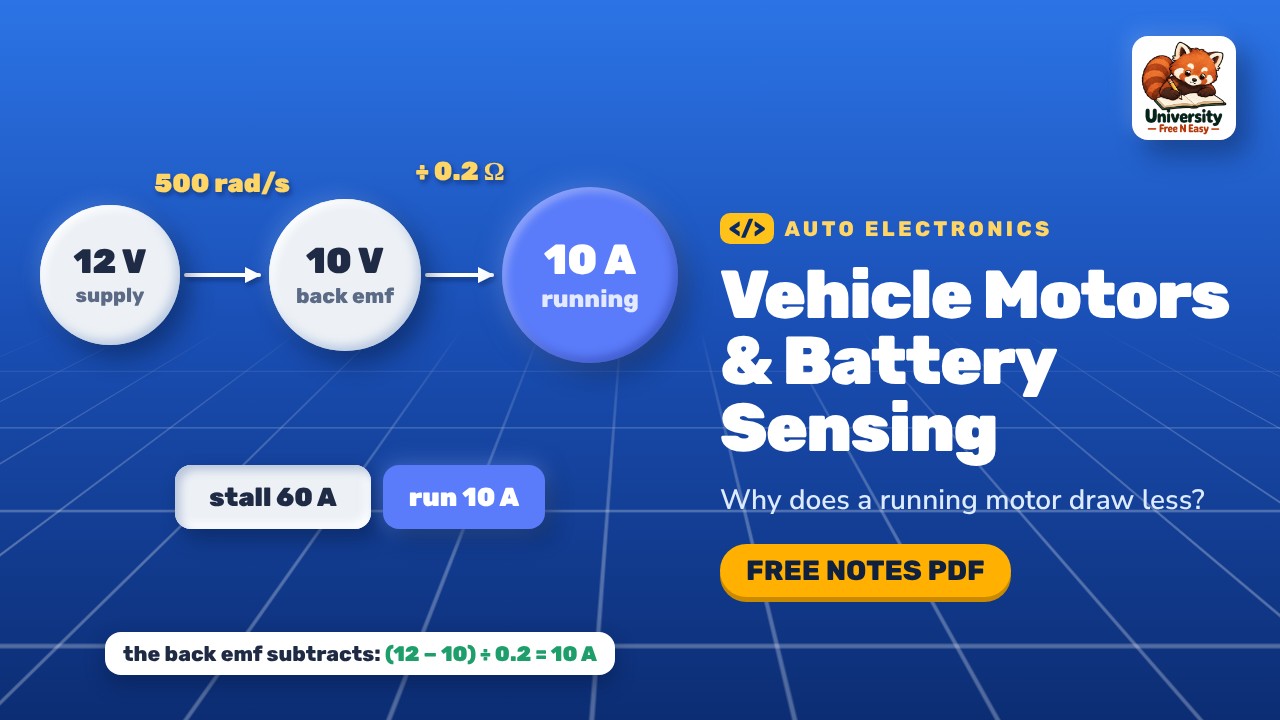 University
Free N Easy
500 rad/s
÷ 0.2 Ω
12 V
supply
10 V
back emf
10 A
running
stall 60 A
run 10 A
the back emf subtracts: (12 – 10) ÷ 0.2 = 10 A
</> AUTO ELECTRONICS
Vehicle Motors
& Battery
Sensing
Why does a running motor draw less?
FREE NOTES PDF